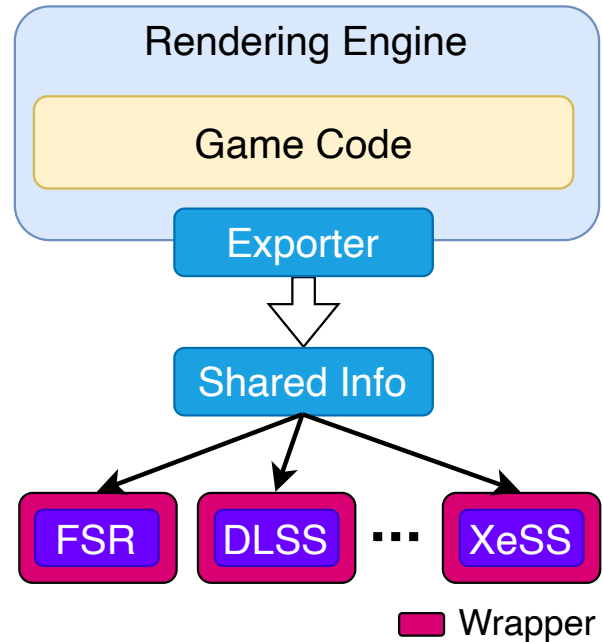 Rendering Engine
Game Code
Exporter
Shared Info
FSR
DLSS
...
XeSS
Wrapper